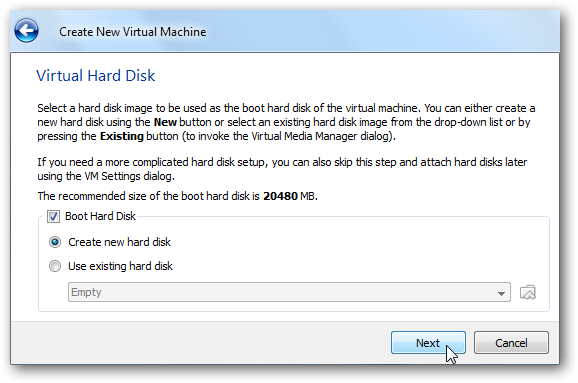 Create New Virtual Machine
Virtual Hard Disk
Select a hard disk image to be used as the boot hard disk of the virtual machine. You can either create a
new hard disk using the New button or select an existing hard disk image from the drop-down list or by
pressing the Existing button (to invoke the Virtual Media Manager dialog).
If you need a more complicated hard disk setup, you can also skip this step and attach hard disks later
using the VM Settings dialog.
The recommended size of the boot hard disk is 20480 MB.
Boot Hard Disk
Create new hard disk
Use existing hard disk
Empty
Next
Cancel